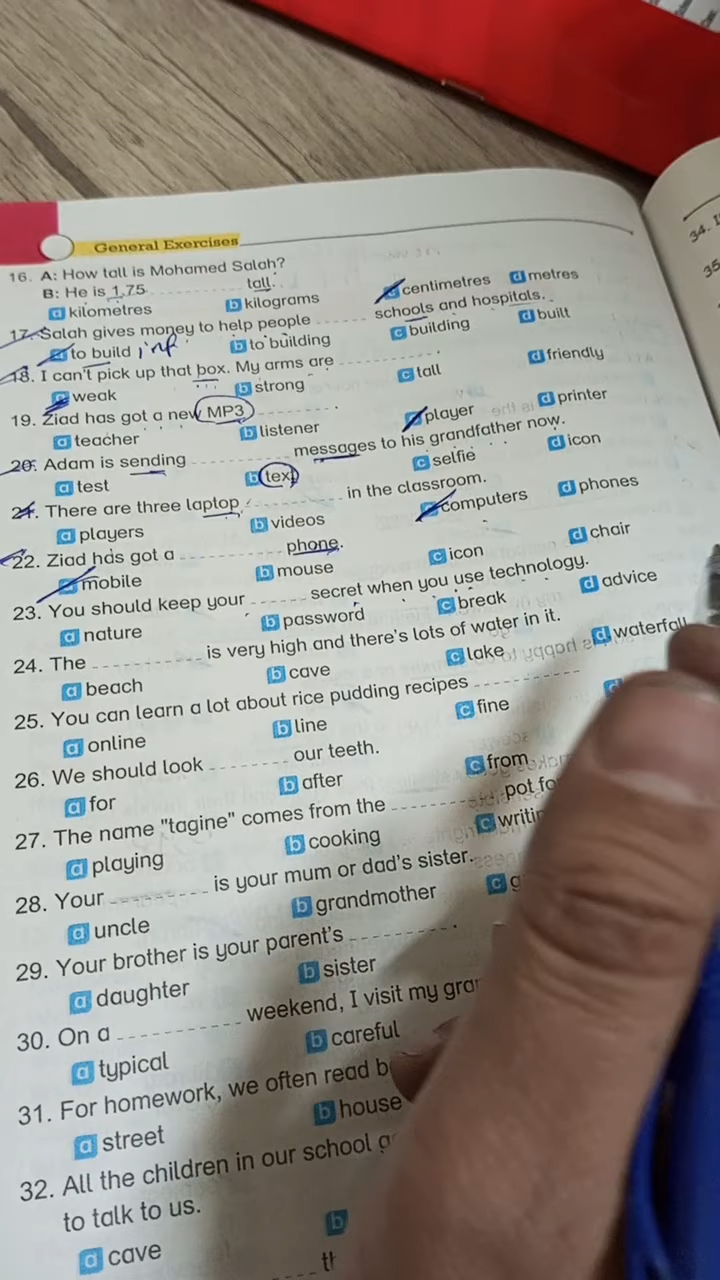 General Exercises
16. A: How tall is Mohamed Salah?
B: He is 1.75 ---------- tall.
a kilometres b kilograms c centimetres d metres
17. Salah gives money to help people ------ schools and hospitals.
a to build inf b to building c building d built
18. I can't pick up that box. My arms are ---------- .
a weak b strong c tall d friendly
19. Ziad has got a new MP3 ---------- .
a teacher b listener c player d printer
20. Adam is sending ---------- messages to his grandfather now.
a test b text c selfie d icon
21. There are three laptop ---------- in the classroom.
a players b videos c computers d phones
22. Ziad has got a ---------- phone.
a mobile b mouse c icon d chair
23. You should keep your ------ secret when you use technology.
a nature b password c break d advice
24. The ---------- is very high and there's lots of water in it.
a beach b cave c lake d waterfall
25. You can learn a lot about rice pudding recipes ----------
a online b line c fine d
26. We should look -------- our teeth.
a for b after c from
27. The name "tagine" comes from the ---------- pot
a playing b cooking c
28. Your ---------- is your mum or dad's sister.
a uncle b grandmother c
29. Your brother is your parent's ---------- .
a daughter b sister
30. On a ---------- weekend, I visit my
a typical b careful
31. For homework, we often read
a street b house
32. All the children in our school
to talk to us.
a cave b
34.
35.